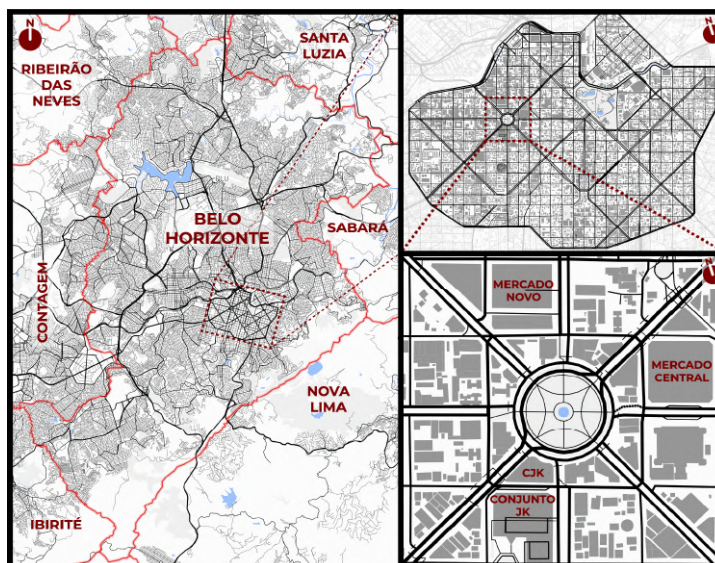 N
SANTA
LUZIA
RIBEIRÃO
DAS
NEVES
BELO
HORIZONTE
SABARÁ
CONTAGEM
NOVA
LIMA
IBIRITÉ
N
N
MERCADO
NOVO
MERCADO
CENTRAL
CJK
CONJUNTO
JK